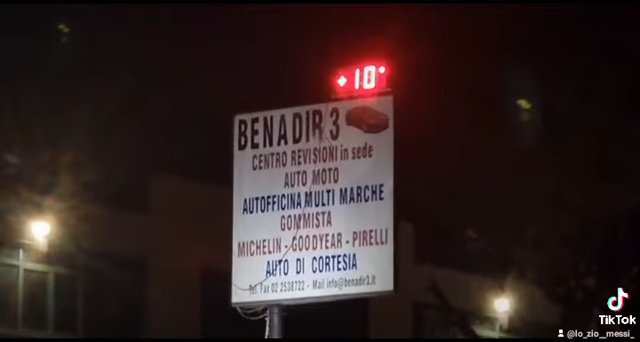 +10°
BENADIR 3
CENTRO REVISIONI in sede
AUTO MOTO
AUTOFFICINA MULTI MARCHE
GOMMISTA
MICHELIN - GOODYEAR - PIRELLI
AUTO DI CORTESIA
Tel. Fax 02 2538722 - Mail info@benadir3.it
TikTok
@lo_zio__messi_